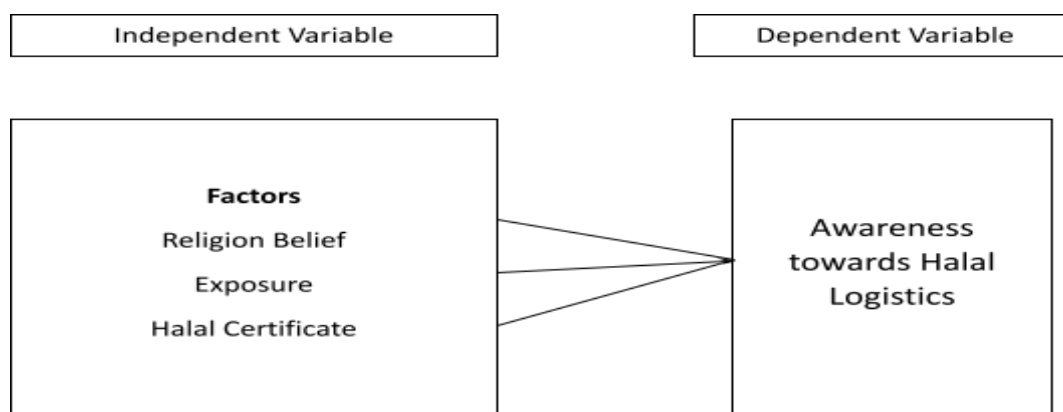 Independent Variable
Dependent Variable
Factors
Religion Belief
Exposure
Halal Certificate
Awareness
towards Halal
Logistics